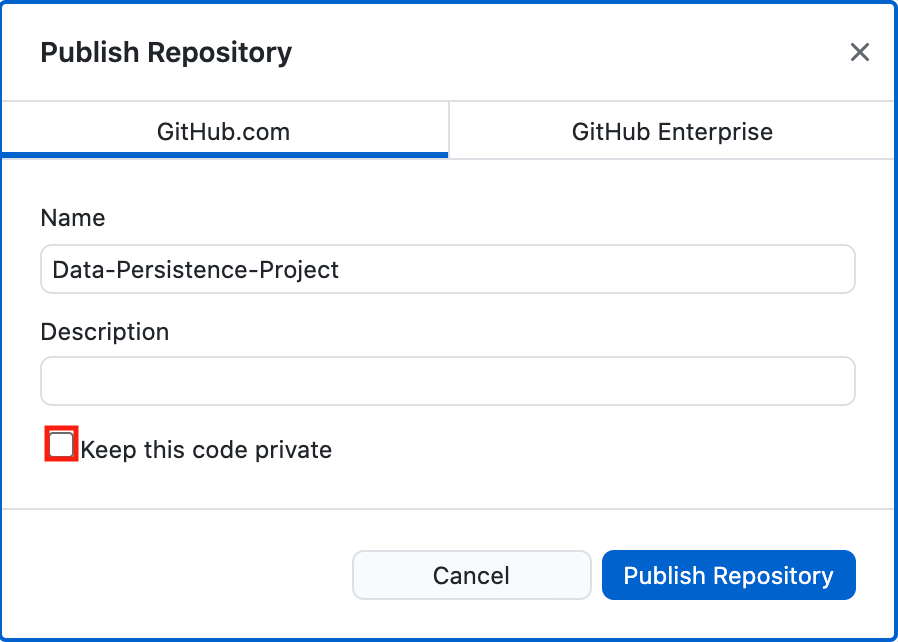 Publish Repository
GitHub.com
GitHub Enterprise
Name
Data-Persistence-Project
Description
Keep this code private
Cancel
Publish Repository